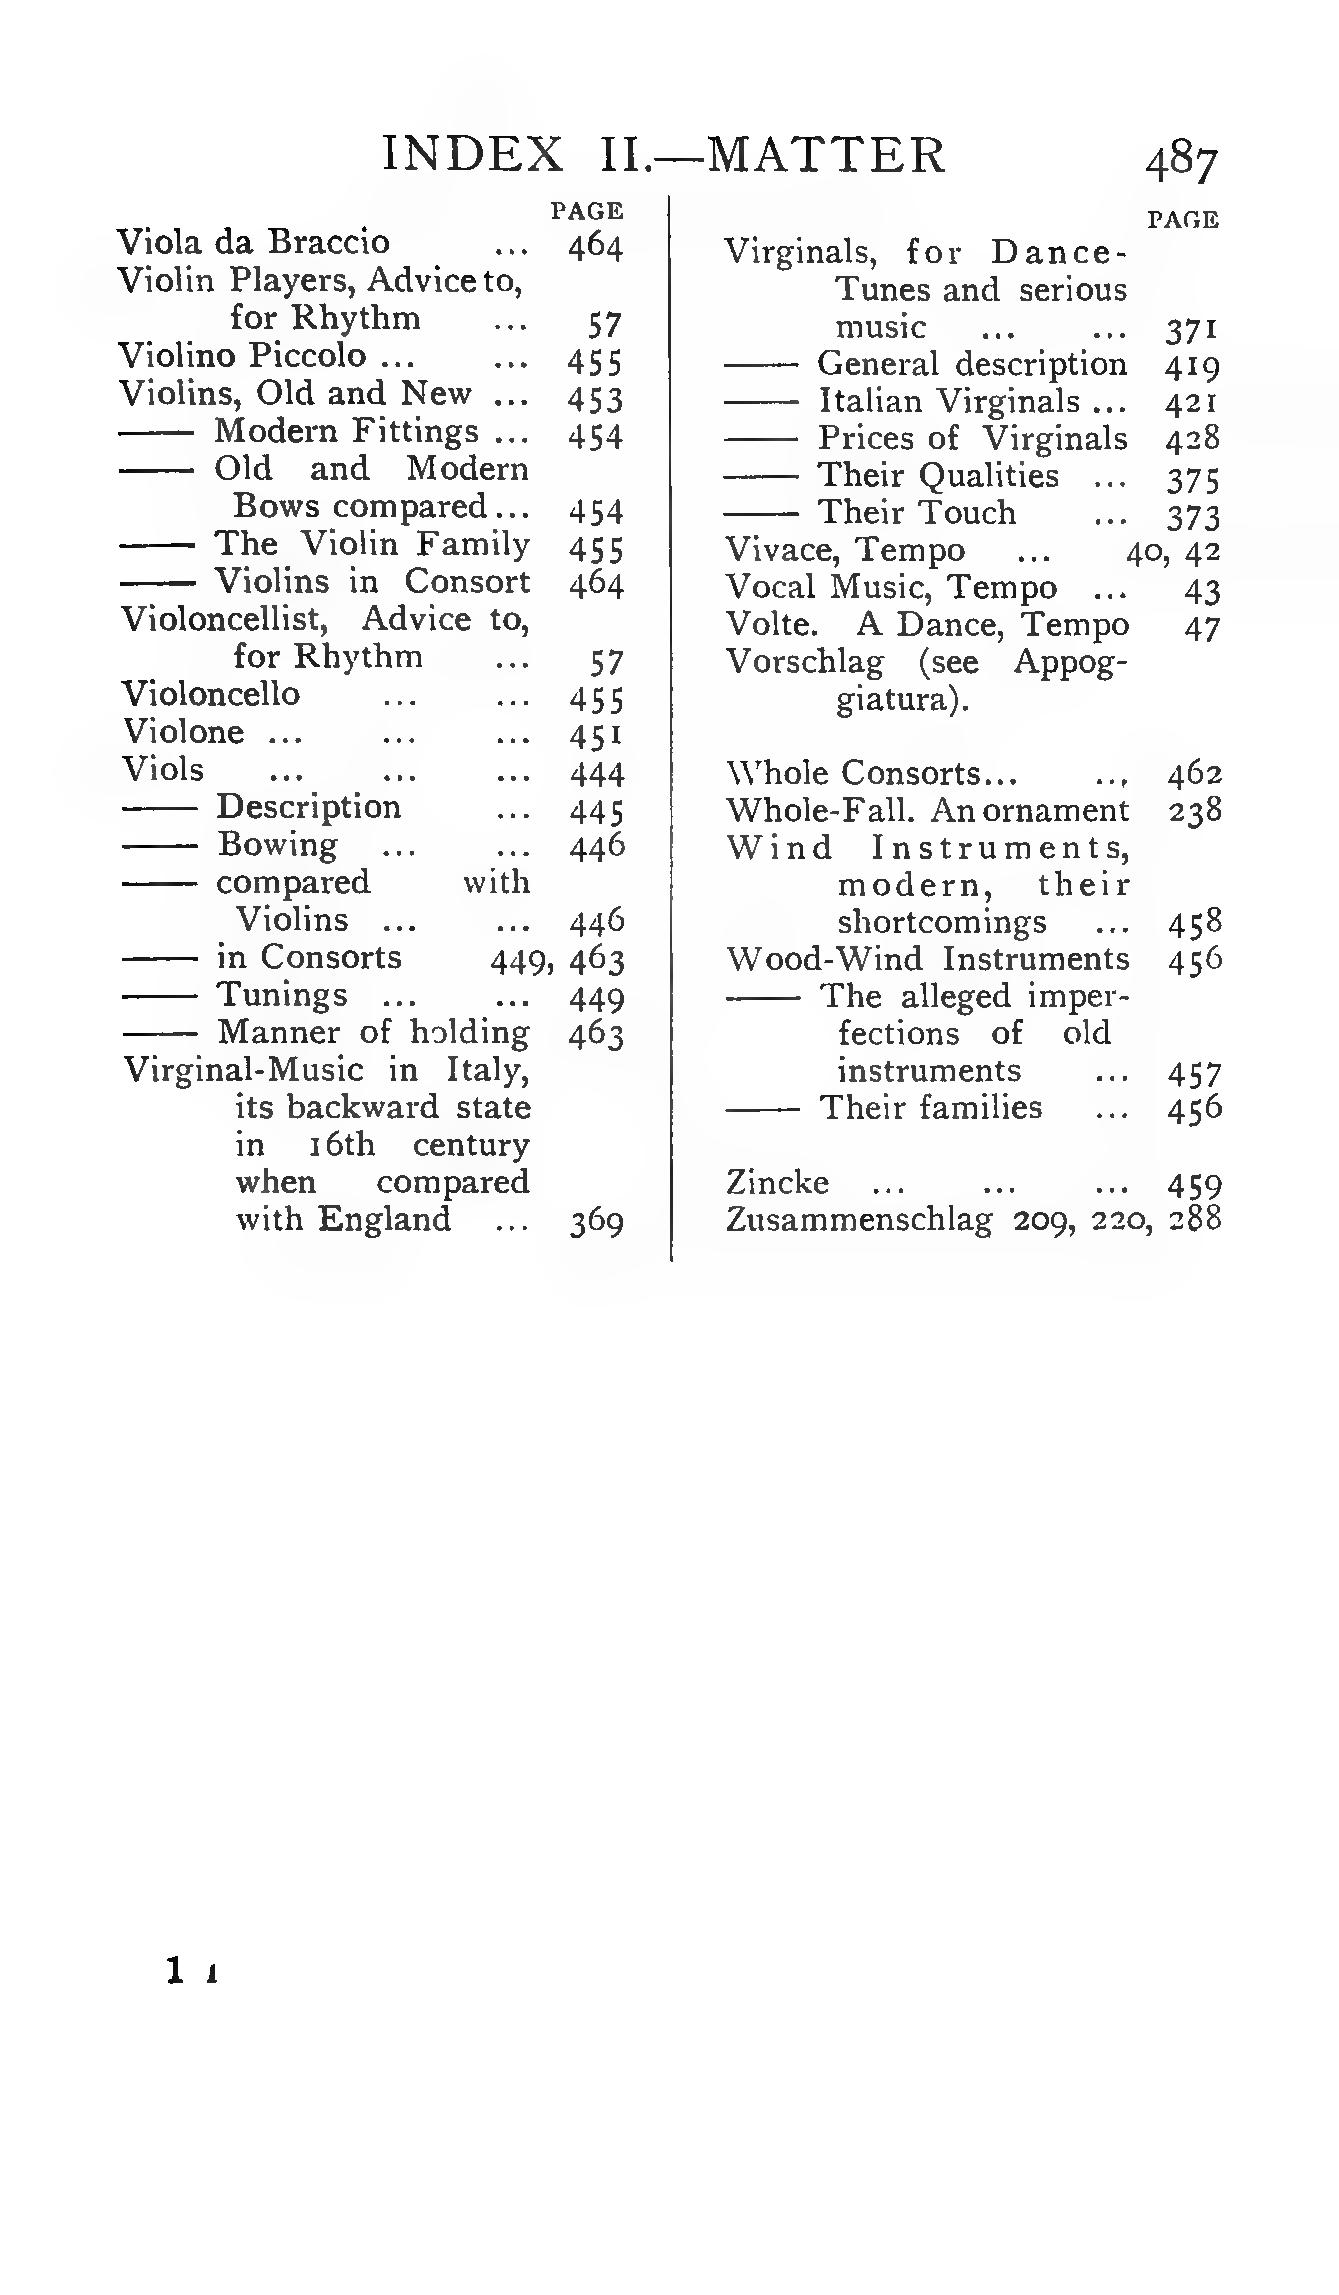 INDEX II.—MATTER 487
PAGE
Viola da Braccio ... 464
Violin Players, Advice to,
for Rhythm ... 57
Violino Piccolo ... ... 455
Violins, Old and New ... 453
—— Modern Fittings ... 454
—— Old and Modern
Bows compared ... 454
—— The Violin Family 455
—— Violins in Consort 464
Violoncellist, Advice to,
for Rhythm ... 57
Violoncello ... ... 455
Violone ... ... ... 451
Viols ... ... ... 444
—— Description ... 445
—— Bowing ... ... 446
—— compared with
Violins ... ... 446
—— in Consorts 449, 463
—— Tunings ... ... 449
—— Manner of holding 463
Virginal-Music in Italy,
its backward state
in 16th century
when compared
with England ... 369
PAGE
Virginals, for Dance-
Tunes and serious
music ... ... 371
—— General description 419
—— Italian Virginals ... 421
—— Prices of Virginals 428
—— Their Qualities ... 375
—— Their Touch ... 373
Vivace, Tempo ... 40, 42
Vocal Music, Tempo ... 43
Volte. A Dance, Tempo 47
Vorschlag (see Appog-
giatura).
Whole Consorts... ... 462
Whole-Fall. An ornament 238
Wind Instruments,
modern, their
shortcomings ... 458
Wood-Wind Instruments 456
—— The alleged imper-
fections of old
instruments ... 457
—— Their families ... 456
Zincke ... ... ... 459
Zusammenschlag 209, 220, 288
1 1